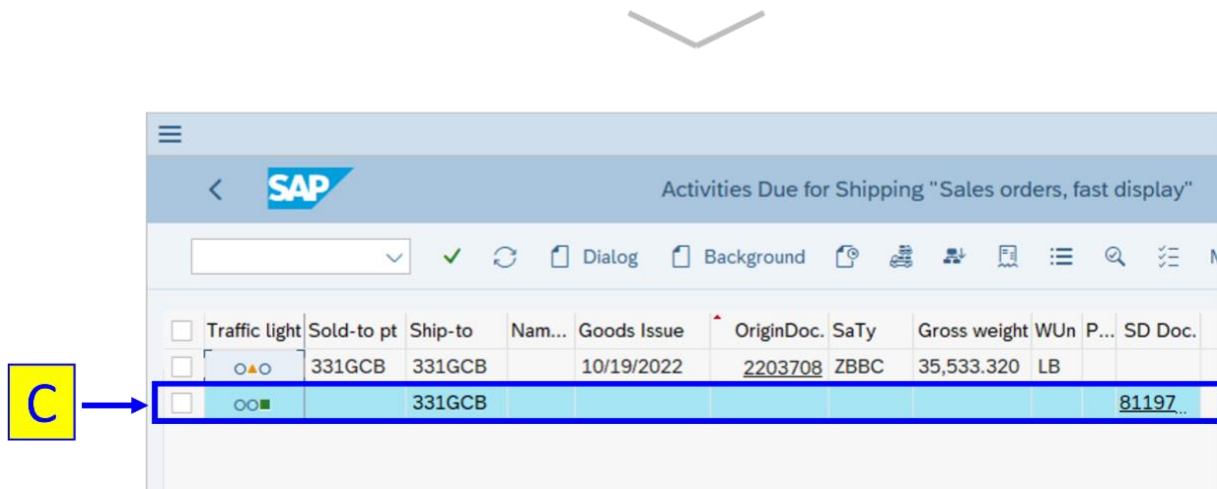 SAP
Activities Due for Shipping "Sales orders, fast display"
Dialog Background
Traffic light Sold-to pt Ship-to Nam... Goods Issue OriginDoc. SaTy Gross weight WUn P... SD Doc.
331GCB 331GCB 10/19/2022 2203708 ZBBC 35,533.320 LB
C
331GCB 81197...